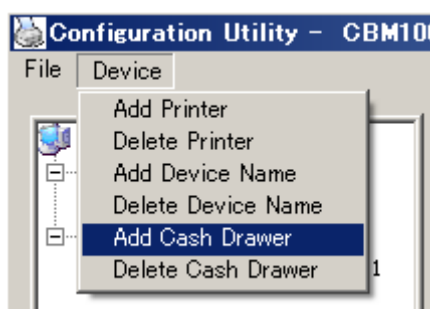 Configuration Utility - CBM100
File Device
Add Printer
Delete Printer
Add Device Name
Delete Device Name
Add Cash Drawer
Delete Cash Drawer
1